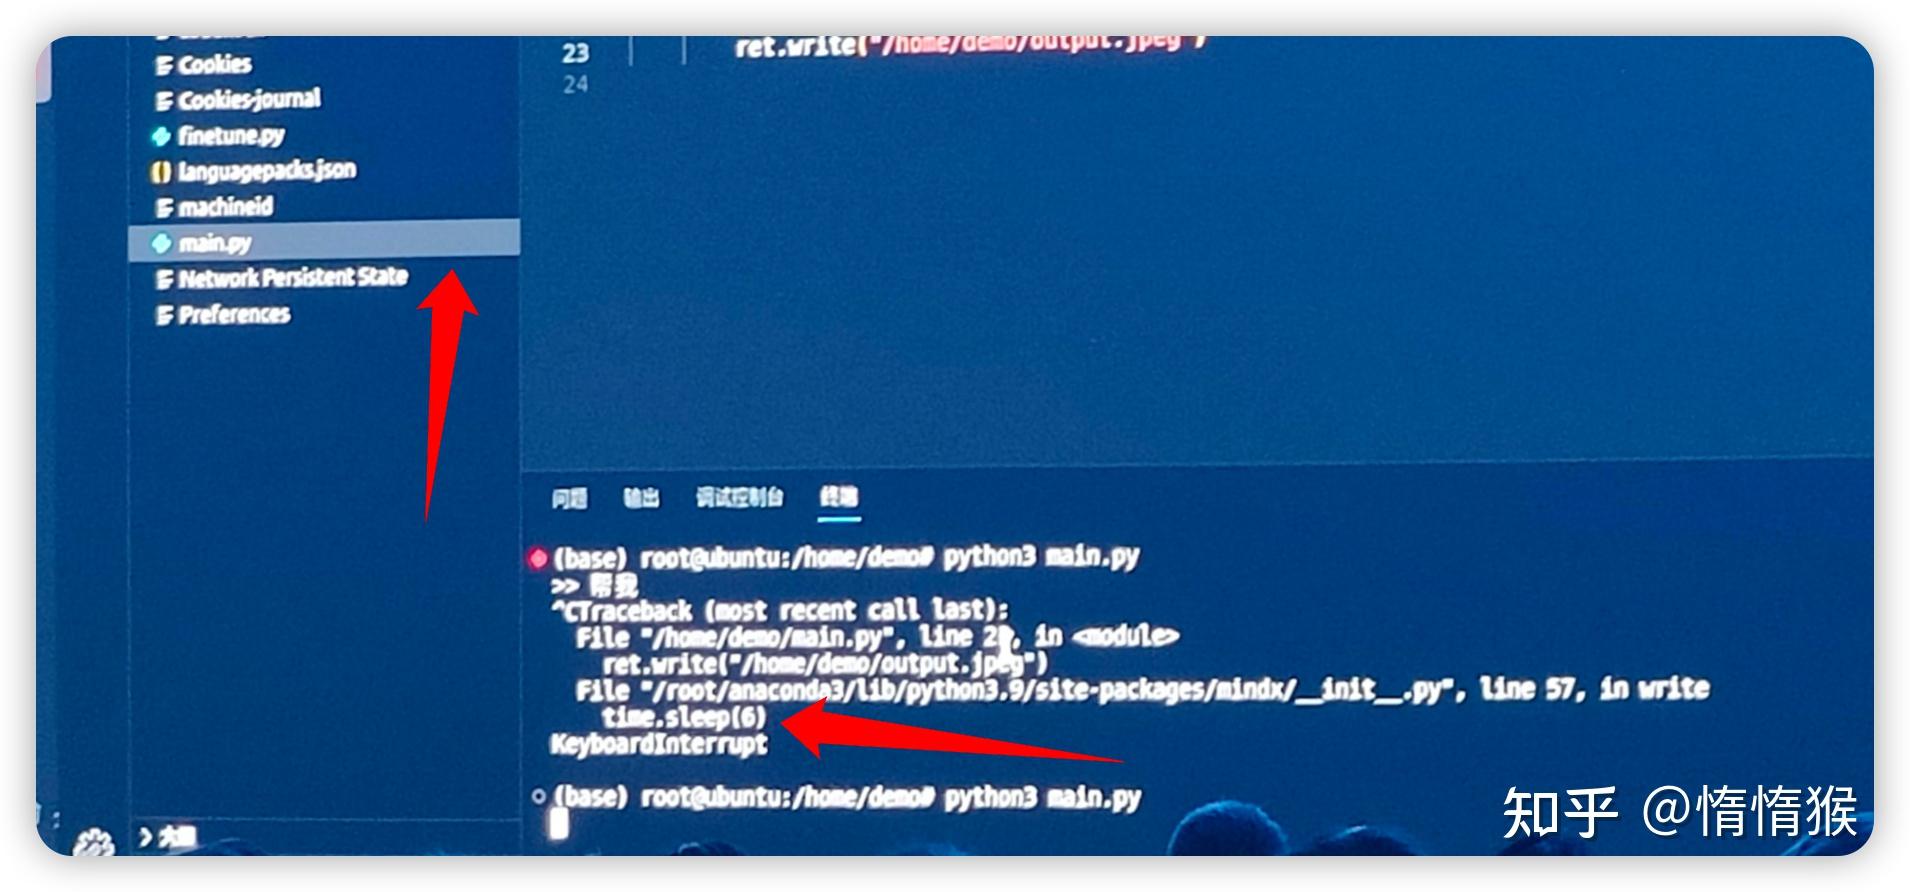 23 ret.write("/home/demo/output.jpeg")
24
Cookies
Cookies-journal
finetune.py
languagepacks.json
machineid
main.py
Network Persistent State
Preferences
问题 输出 调试控制台 终端
(base) root@ubuntu:/home/demo# python3 main.py
>> 帮我
^CTraceback (most recent call last):
File "/home/demo/main.py", line in <module>
ret.write("/home/demo/output.jpeg")
File "/root/anaconda3/lib/python3.9/site-packages/mindx/__init__.py", line 57, in write
time.sleep(6)
KeyboardInterrupt
(base) root@ubuntu:/home/demo# python3 main.py
知乎 @惰惰猴